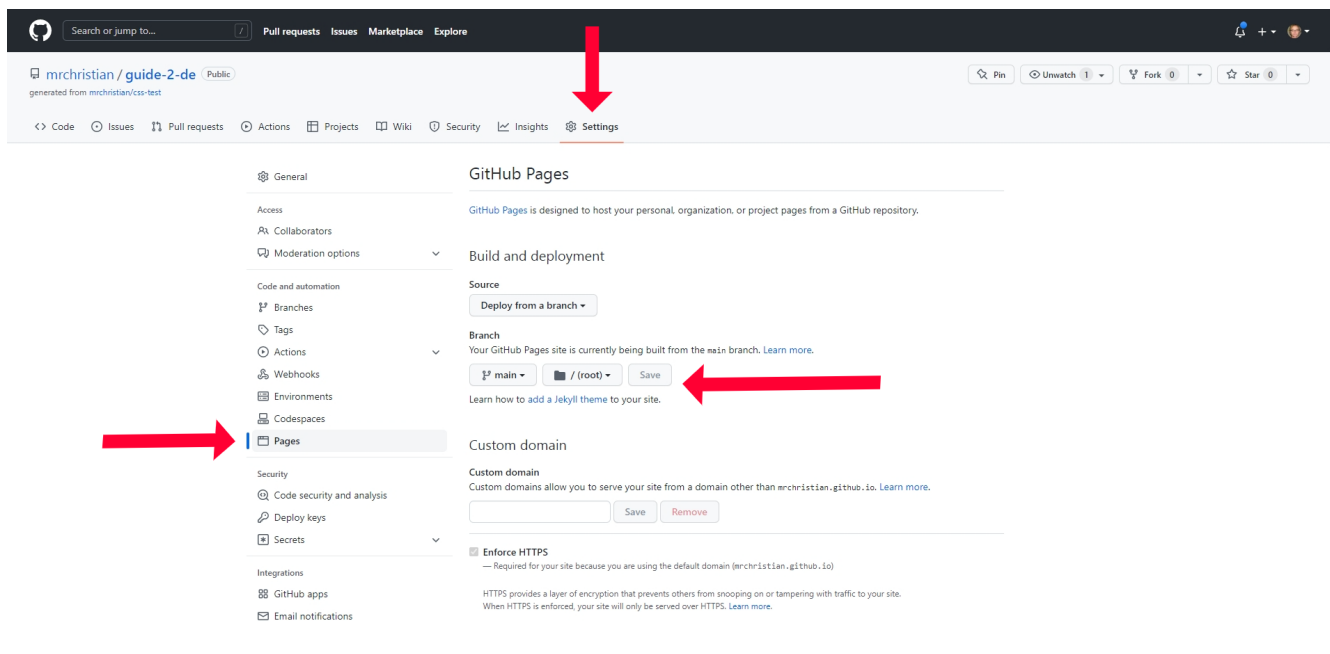 Search or jump to... / Pull requests Issues Marketplace Explore
mrchristian / guide-2-de Public
Pin Unwatch 1 Fork 0 Star 0
generated from mrchristian/css-test
<> Code Issues Pull requests Actions Projects Wiki Security Insights Settings
General
Access
Collaborators
Moderation options
Code and automation
Branches
Tags
Actions
Webhooks
Environments
Codespaces
Pages
Security
Code security and analysis
Deploy keys
Secrets
Integrations
GitHub apps
Email notifications
GitHub Pages
GitHub Pages is designed to host your personal, organization, or project pages from a GitHub repository.
Build and deployment
Source
Deploy from a branch
Branch
Your GitHub Pages site is currently being built from the main branch. Learn more.
main / (root) Save
Learn how to add a Jekyll theme to your site.
Custom domain
Custom domain
Custom domains allow you to serve your site from a domain other than mrchristian.github.io. Learn more.
Save Remove
Enforce HTTPS
— Required for your site because you are using the default domain (mrchristian.github.io)
HTTPS provides a layer of encryption that prevents others from snooping on or tampering with traffic to your site.
When HTTPS is enforced, your site will only be served over HTTPS. Learn more.